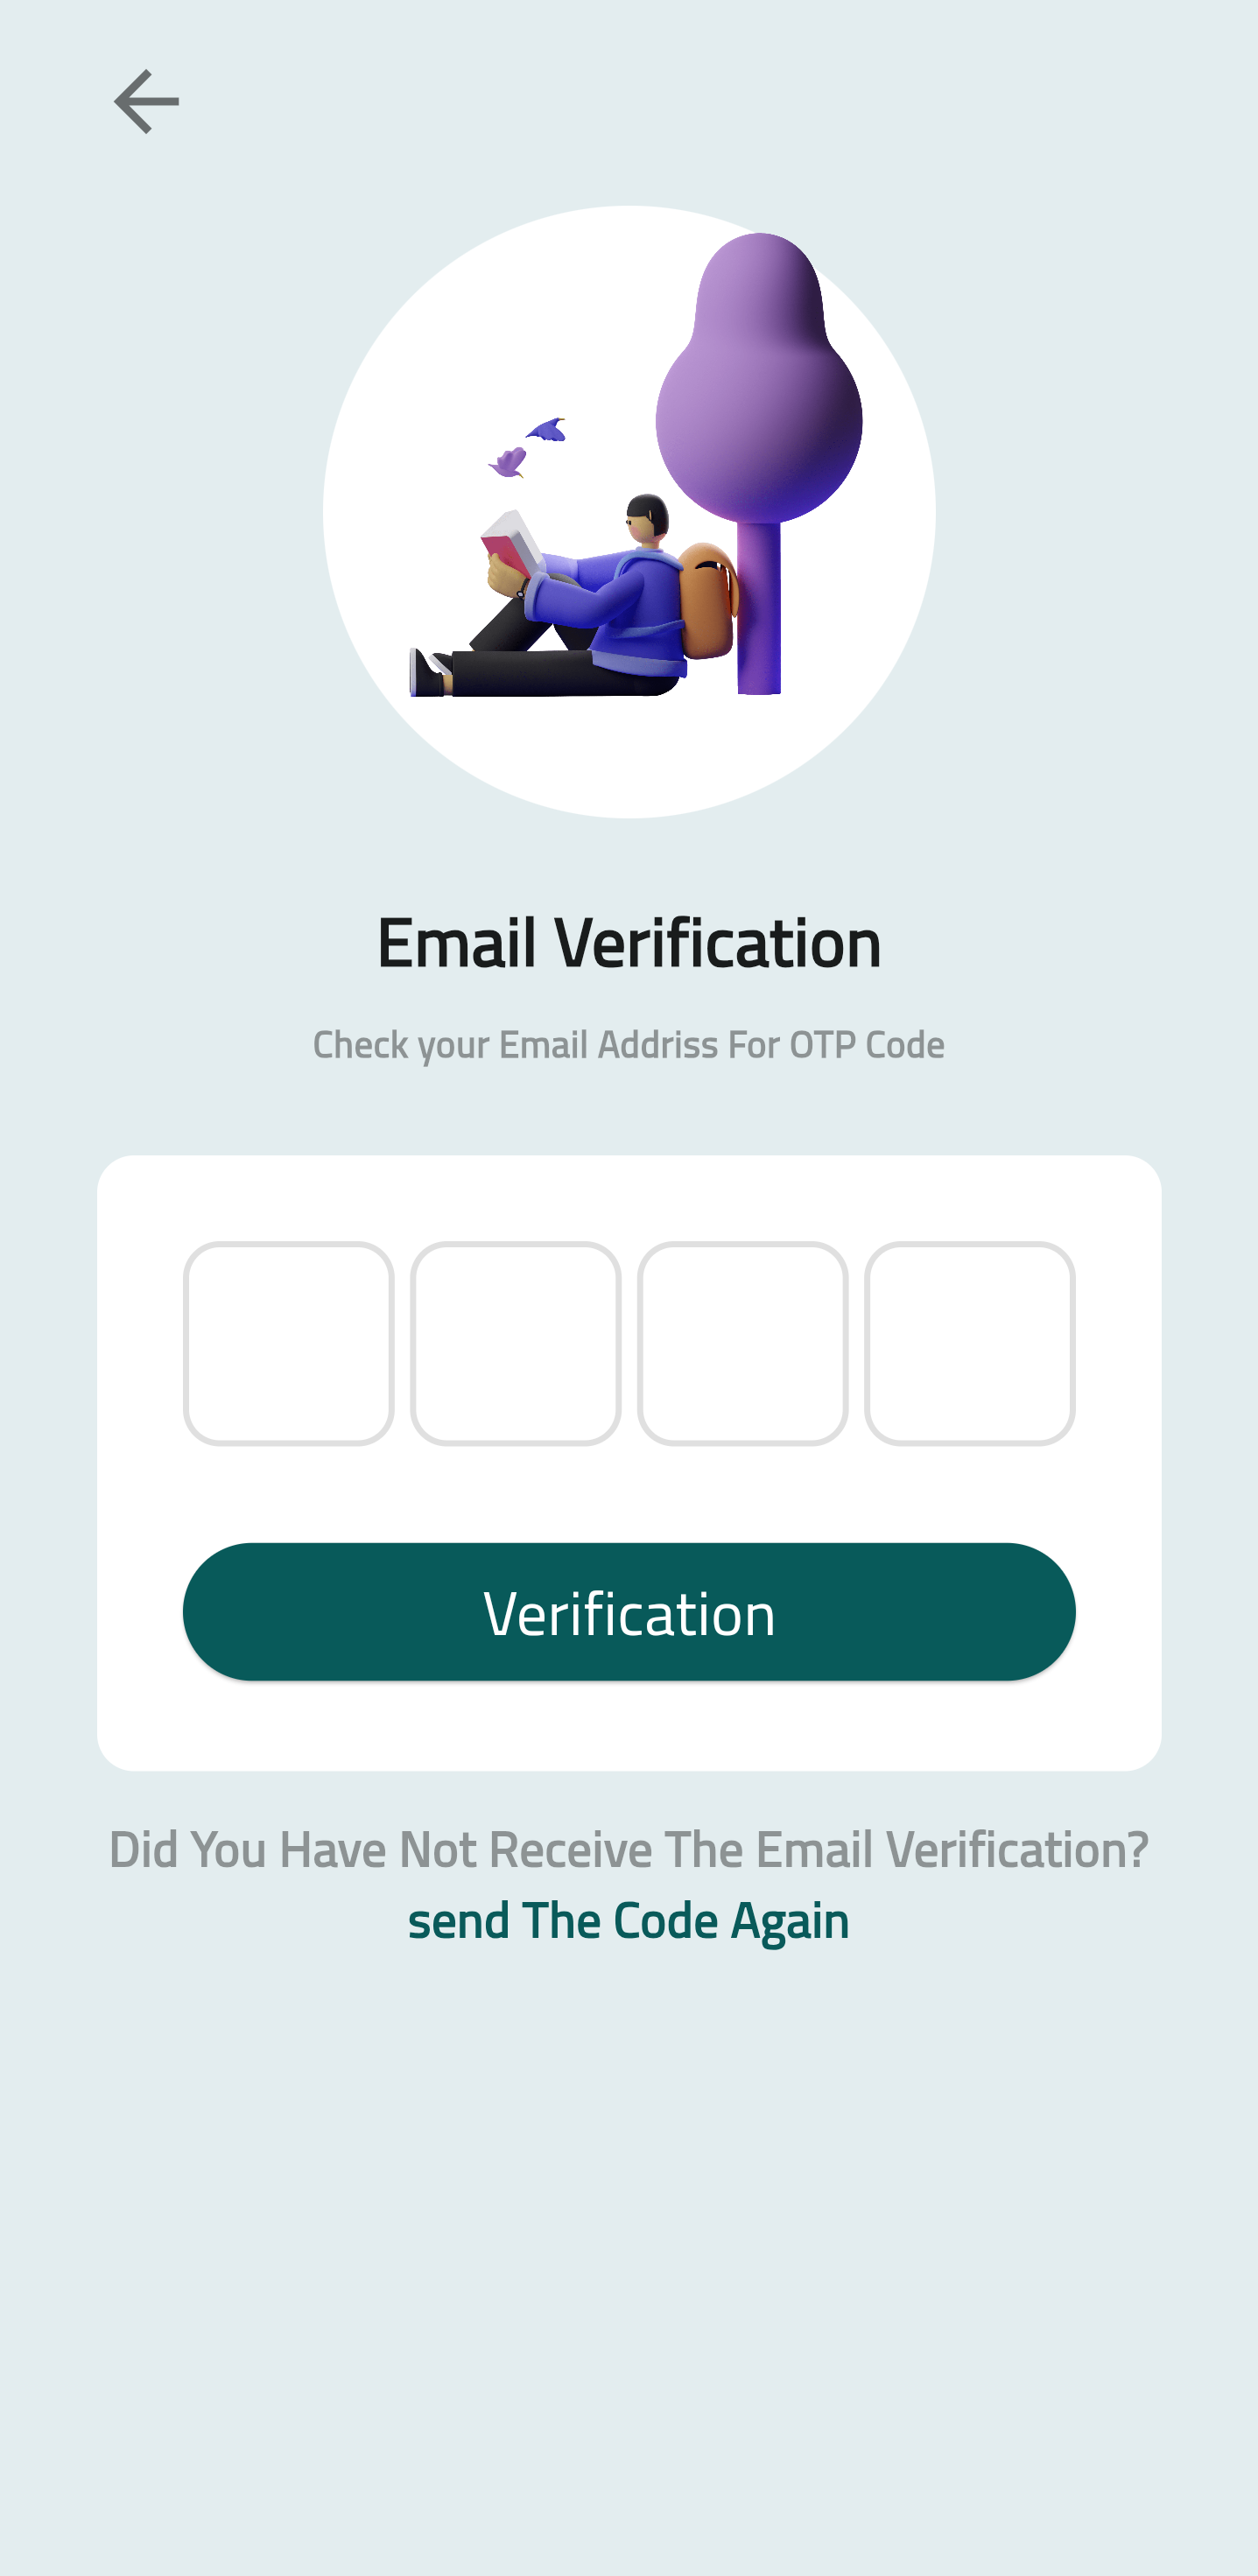 Email Verification
Check your Email Addriss For OTP Code
Verification
Did You Have Not Receive The Email Verification?
send The Code Again